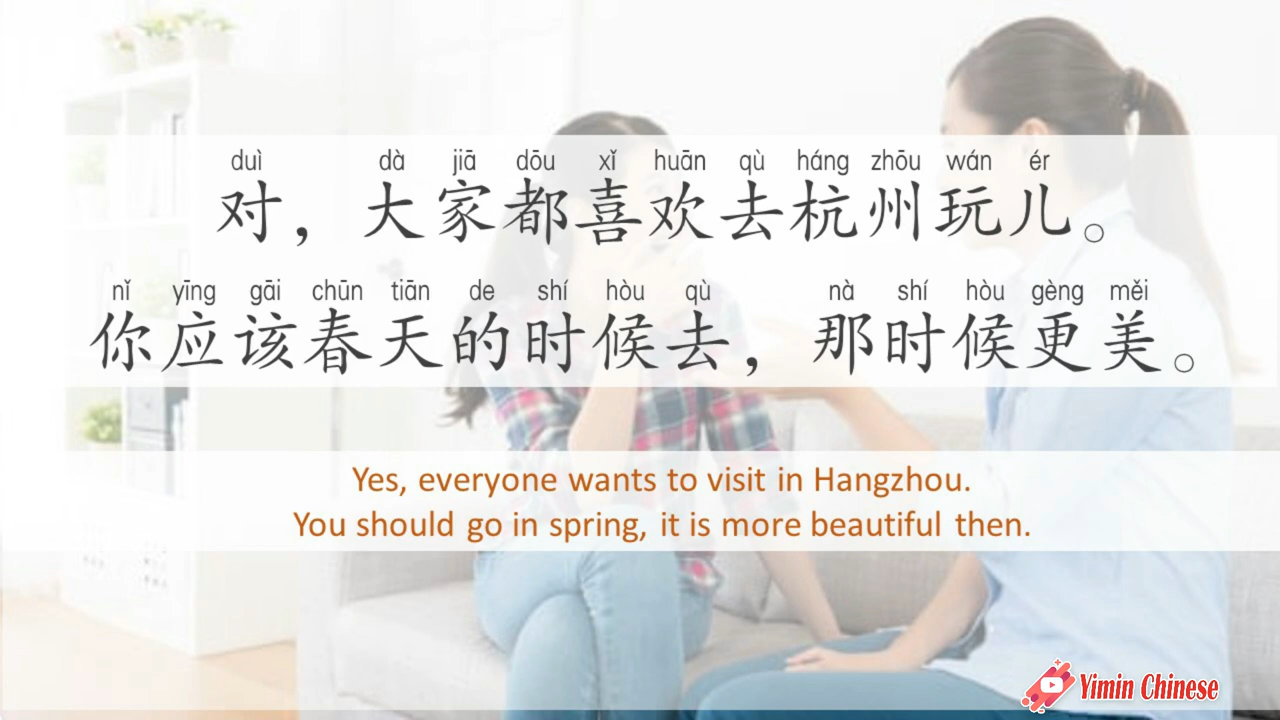 duì dà jiā dōu xǐ huān qù háng zhōu wán ér
对，大家都喜欢去杭州玩儿。
nǐ yīng gāi chūn tiān de shí hòu qù nà shí hòu gèng měi
你应该春天的时候去，那时候更美。
Yes, everyone wants to visit in Hangzhou.
You should go in spring, it is more beautiful then.
Yimin Chinese